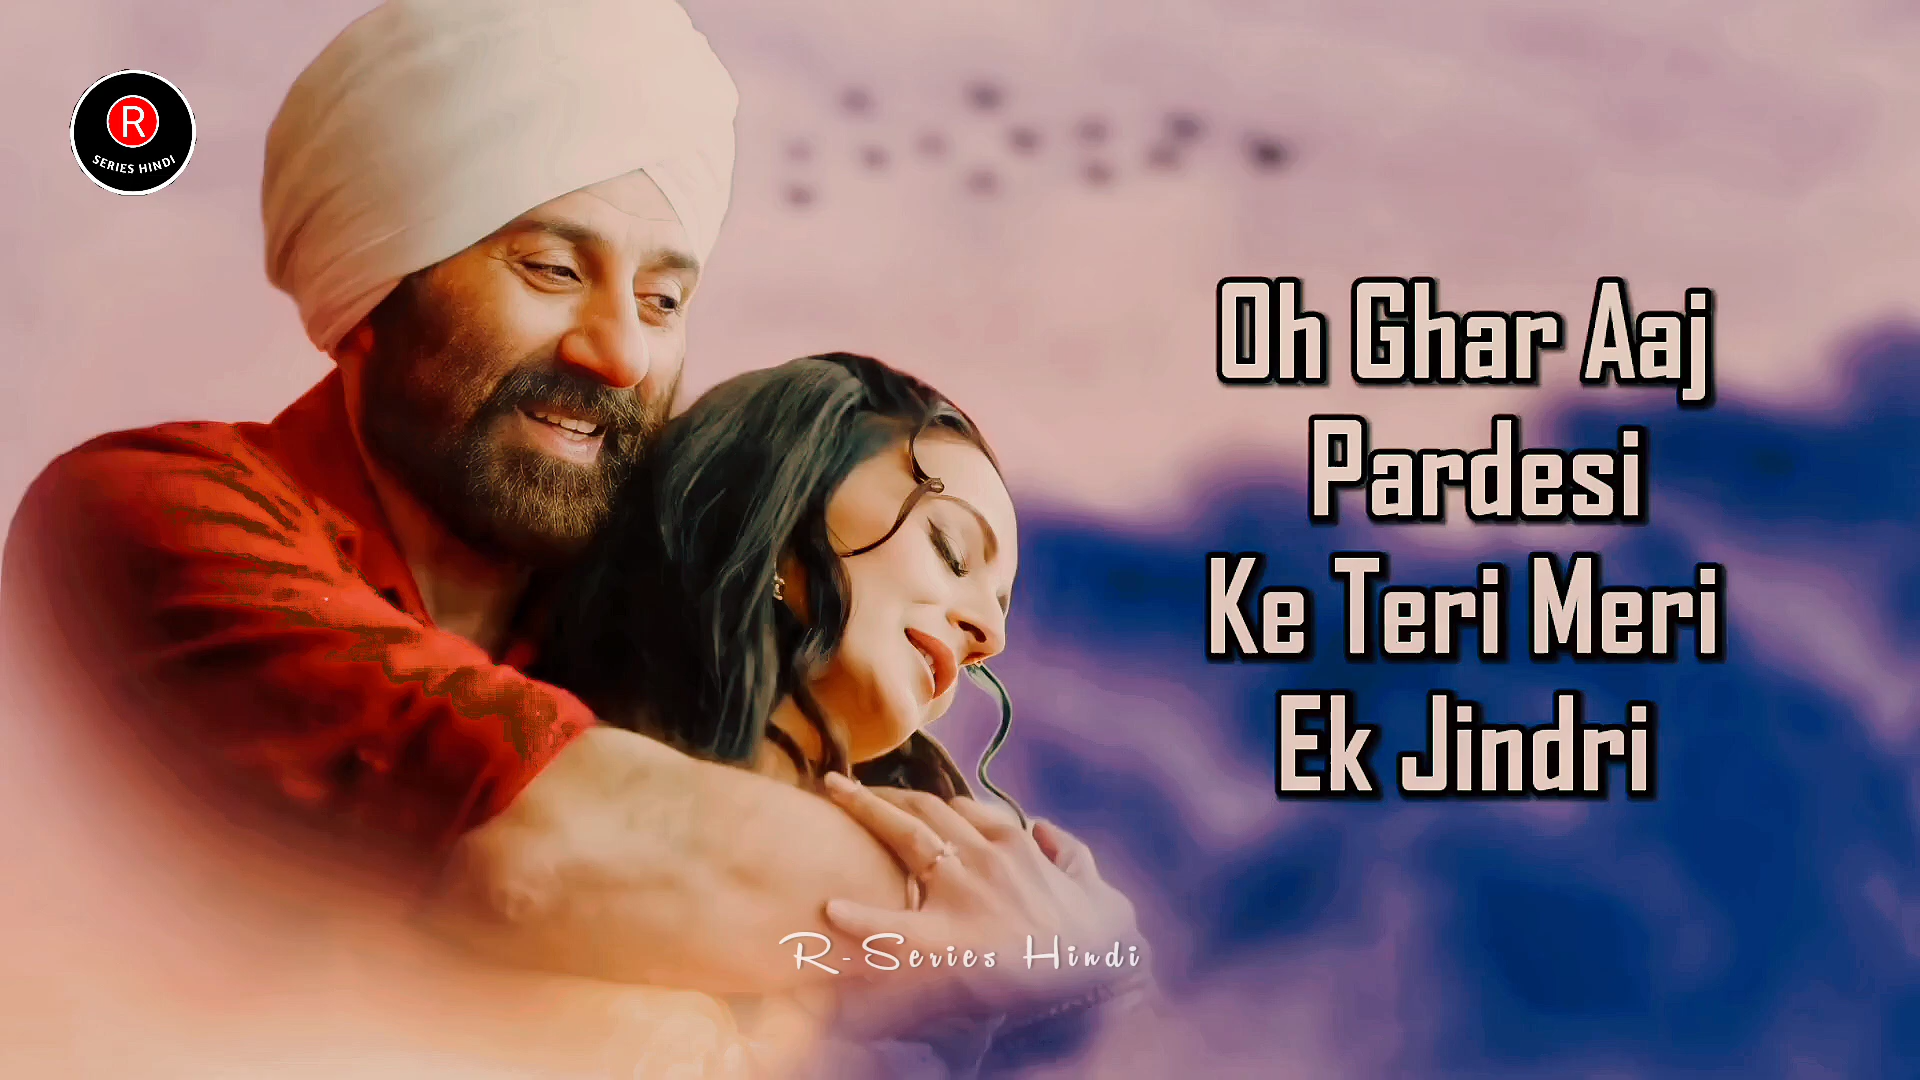 R
SERIES HINDI
Oh Ghar Aaj
Pardesi
Ke Teri Meri
Ek Jindri
R-Series Hindi